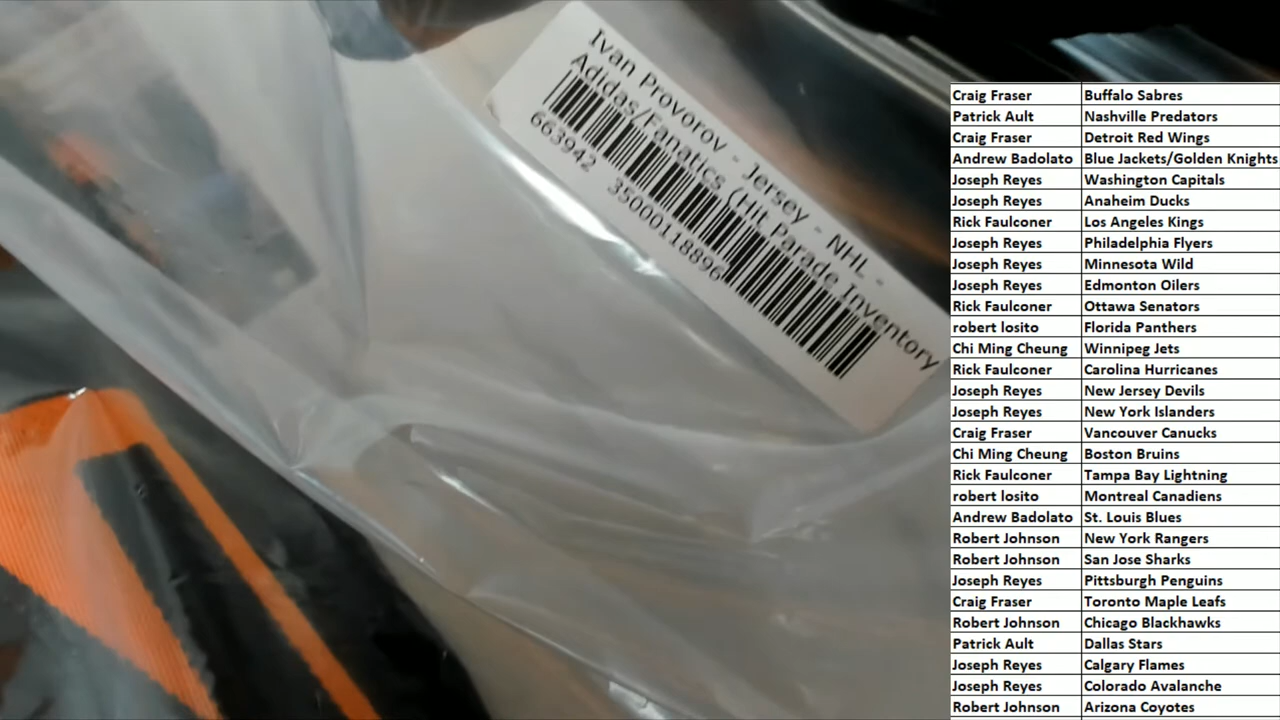 Ivan Provorov - Jersey - NHL -
Adidas/Fanatics (Hit Parade Inventory
663942 35000118896
Craig Fraser Buffalo Sabres
Patrick Ault Nashville Predators
Craig Fraser Detroit Red Wings
Andrew Badolato Blue Jackets/Golden Knights
Joseph Reyes Washington Capitals
Joseph Reyes Anaheim Ducks
Rick Faulconer Los Angeles Kings
Joseph Reyes Philadelphia Flyers
Joseph Reyes Minnesota Wild
Joseph Reyes Edmonton Oilers
Rick Faulconer Ottawa Senators
robert losito Florida Panthers
Chi Ming Cheung Winnipeg Jets
Rick Faulconer Carolina Hurricanes
Joseph Reyes New Jersey Devils
Joseph Reyes New York Islanders
Craig Fraser Vancouver Canucks
Chi Ming Cheung Boston Bruins
Rick Faulconer Tampa Bay Lightning
robert losito Montreal Canadiens
Andrew Badolato St. Louis Blues
Robert Johnson New York Rangers
Robert Johnson San Jose Sharks
Joseph Reyes Pittsburgh Penguins
Craig Fraser Toronto Maple Leafs
Robert Johnson Chicago Blackhawks
Patrick Ault Dallas Stars
Joseph Reyes Calgary Flames
Joseph Reyes Colorado Avalanche
Robert Johnson Arizona Coyotes